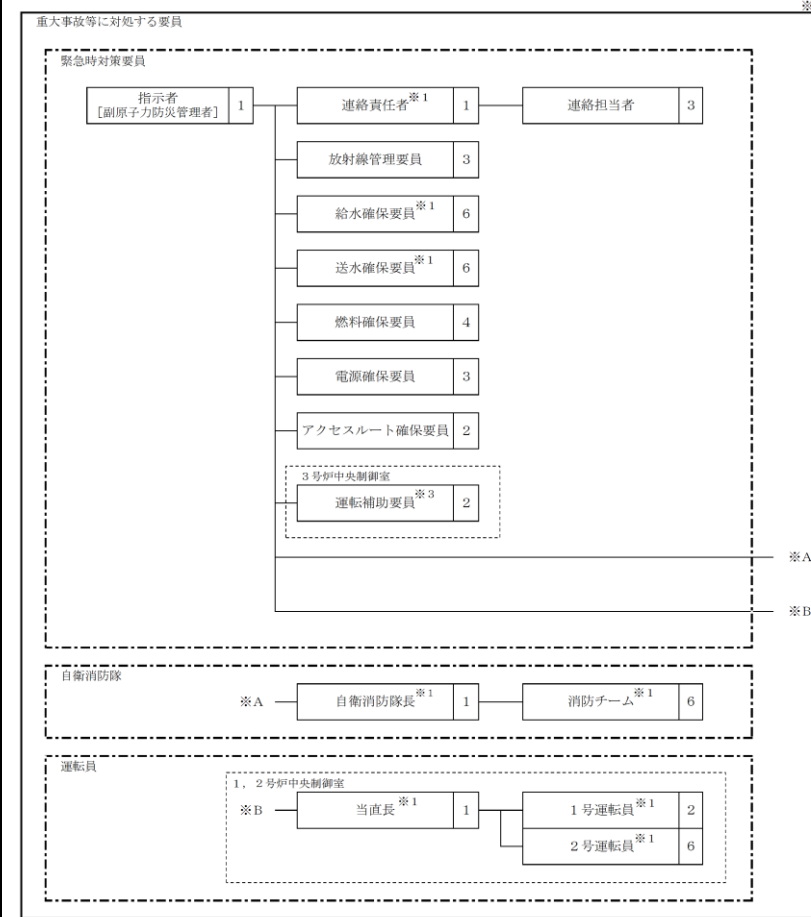 ※
重大事故等に対処する要員
緊急時対策要員
指示者
[副原子力防災管理者]
1
連絡責任者※1
1
連絡担当者
3
放射線管理要員
3
給水確保要員※1
6
送水確保要員※1
6
燃料確保要員
4
電源確保要員
3
アクセスルート確保要員
2
3号炉中央制御室
運転補助要員※3
2
※A
※B
自衛消防隊
※A
自衛消防隊長※1
1
消防チーム※1
6
運転員
1，2号炉中央制御室
※B
当直長※1
1
1号運転員※1
2
2号運転員※1
6